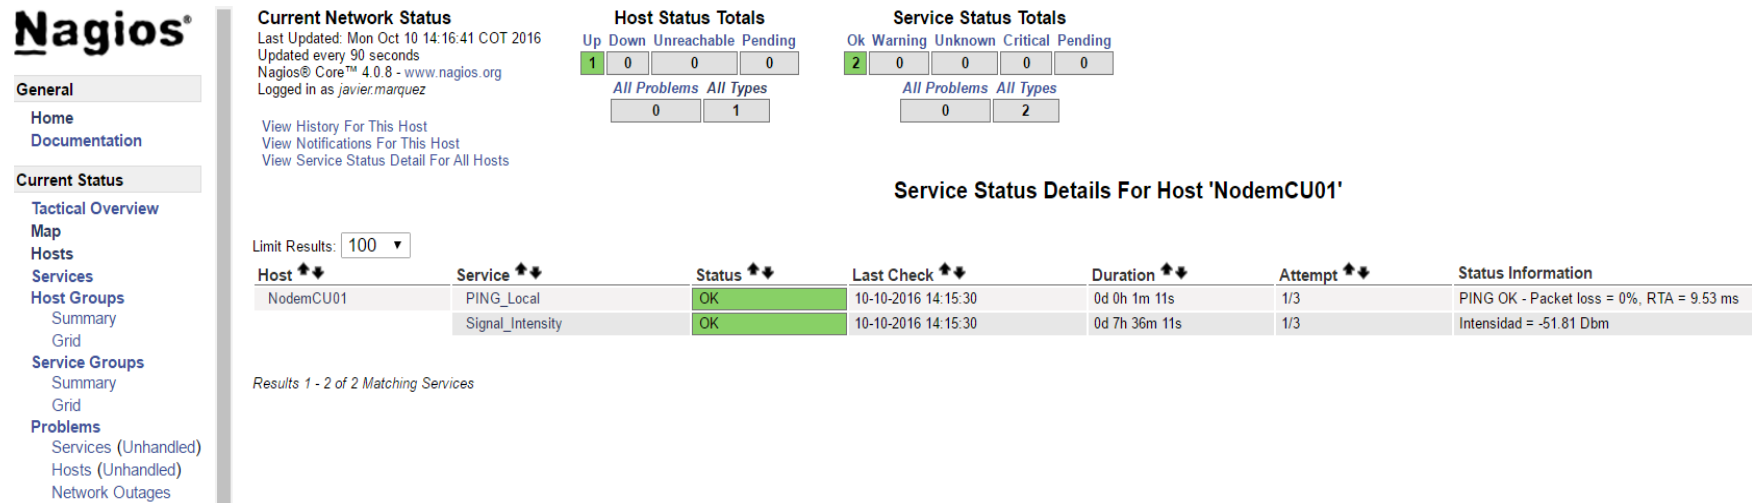 Nagios®
General
Home
Documentation
Current Status
Tactical Overview
Map
Hosts
Services
Host Groups
Summary
Grid
Service Groups
Summary
Grid
Problems
Services (Unhandled)
Hosts (Unhandled)
Network Outages
Current Network Status
Last Updated: Mon Oct 10 14:16:41 COT 2016
Updated every 90 seconds
Nagios® Core™ 4.0.8 - www.nagios.org
Logged in as javier.marquez
View History For This Host
View Notifications For This Host
View Service Status Detail For All Hosts
Host Status Totals
Up Down Unreachable Pending
1 0 0 0
All Problems All Types
0 1
Service Status Totals
Ok Warning Unknown Critical Pending
2 0 0 0 0
All Problems All Types
0 2
Service Status Details For Host 'NodemCU01'
Limit Results: 100
Host Service Status Last Check Duration Attempt Status Information
NodemCU01 PING_Local OK 10-10-2016 14:15:30 0d 0h 1m 11s 1/3 PING OK - Packet loss = 0%, RTA = 9.53 ms
Signal_Intensity OK 10-10-2016 14:15:30 0d 7h 36m 11s 1/3 Intensidad = -51.81 Dbm
Results 1 - 2 of 2 Matching Services